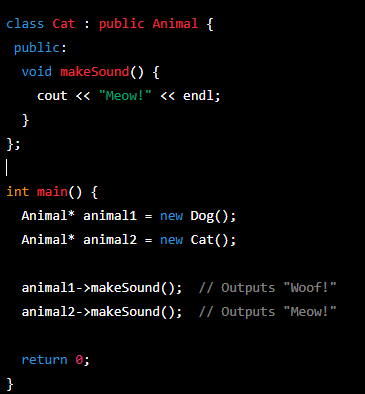 class Cat : public Animal {
 public:
  void makeSound() {
    cout << "Meow!" << endl;
  }
};

int main() {
  Animal* animal1 = new Dog();
  Animal* animal2 = new Cat();

  animal1->makeSound();  // Outputs "Woof!"
  animal2->makeSound();  // Outputs "Meow!"

  return 0;
}